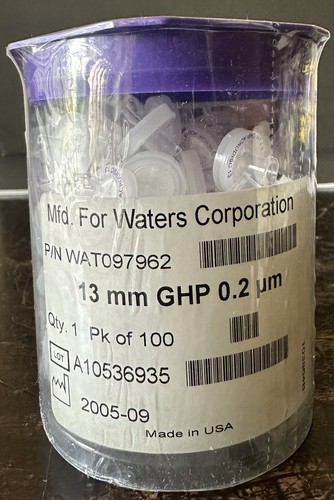 Mfd. For Waters Corporation
P/N WAT097962
13 mm GHP 0.2 µm
Qty. 1 Pk of 100
LOT A10536935
2005-09
Made in USA